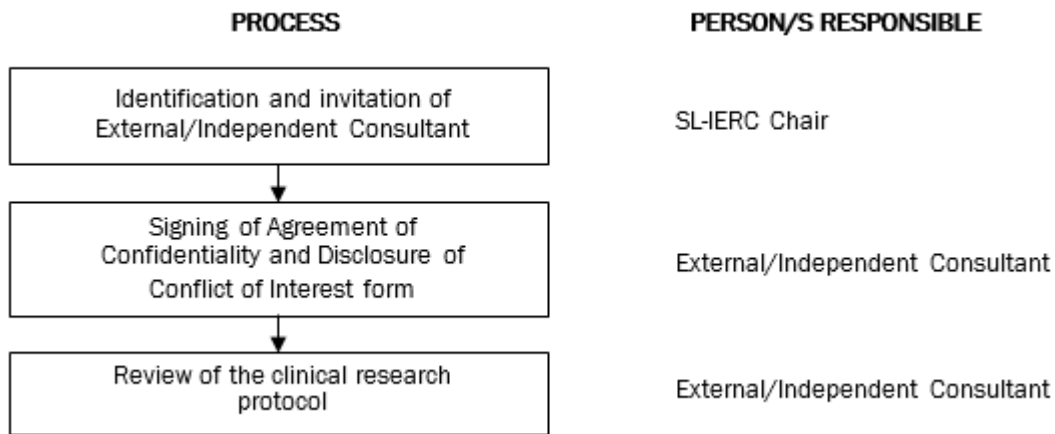 PROCESS
PERSON/S RESPONSIBLE
Identification and invitation of
External/Independent Consultant
SL-IERC Chair
Signing of Agreement of
Confidentiality and Disclosure of
Conflict of Interest form
External/Independent Consultant
Review of the clinical research
protocol
External/Independent Consultant